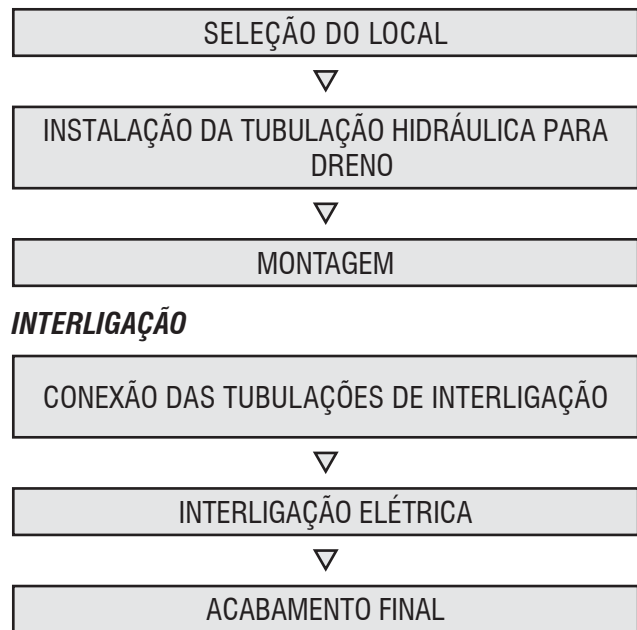 SELEÇÃO DO LOCAL
INSTALAÇÃO DA TUBULAÇÃO HIDRÁULICA PARA
DRENO
MONTAGEM
INTERLIGAÇÃO
CONEXÃO DAS TUBULAÇÕES DE INTERLIGAÇÃO
INTERLIGAÇÃO ELÉTRICA
ACABAMENTO FINAL